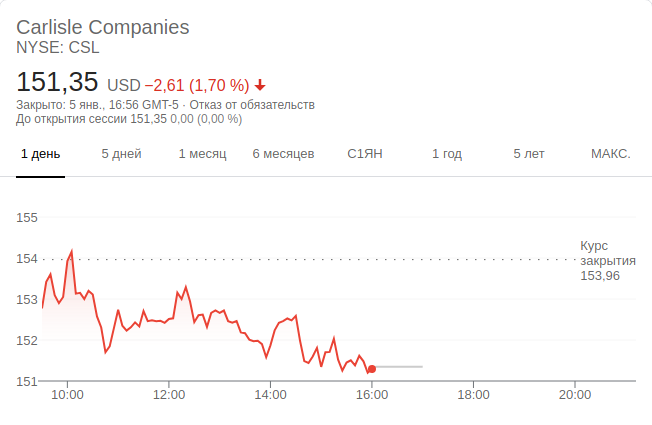 Carlisle Companies
NYSE: CSL
151,35 USD −2,61 (1,70 %)
Закрыто: 5 янв., 16:56 GMT-5 · Отказ от обязательств
До открытия сессии 151,35 0,00 (0,00 %)
1 день 5 дней 1 месяц 6 месяцев С1ЯН 1 год 5 лет МАКС.
155
154
153
152
151
Курс
закрытия
153,96
10:00 12:00 14:00 16:00 18:00 20:00